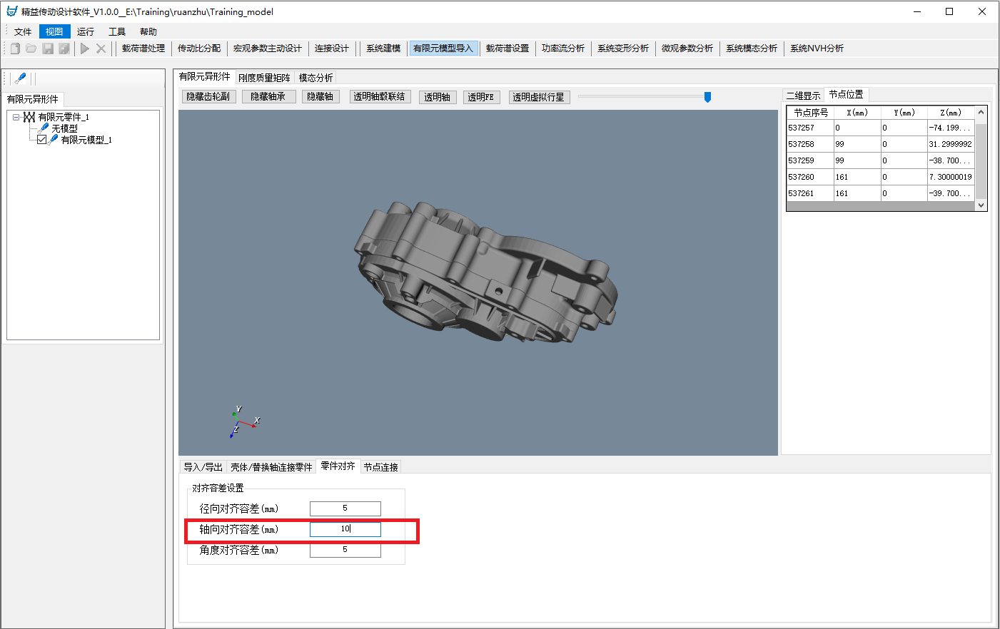 精益传动设计软件_V1.0.0__E:\Training\ruanzhu\Training_model
文件 视图 运行 工具 帮助
载荷谱处理 传动比分配 宏观参数主动设计 连接设计 系统建模 有限元模型导入 载荷谱设置 功率流分析 系统变形分析 微观参数分析 系统模态分析 系统NVH分析
有限元异形件
有限元零件_1
无模型
有限元模型_1
有限元异形件 刚度质量矩阵 模态分析
隐藏齿轮副 隐藏轴承 隐藏轴 透明轴毂联结 透明轴 透明FE 透明虚拟行星
Y
X
Z
二维显示 节点位置
节点序号 X(mm) Y(mm) Z(mm)
537257 0 0 -74.199...
537258 99 0 31.2999992
537259 99 0 -38.700...
537260 161 0 7.30000019
537261 161 0 -39.700...
导入/导出 壳体/替换轴连接零件 零件对齐 节点连接
对齐容差设置
径向对齐容差(mm) 5
轴向对齐容差(mm) 10
角度对齐容差(mm) 5